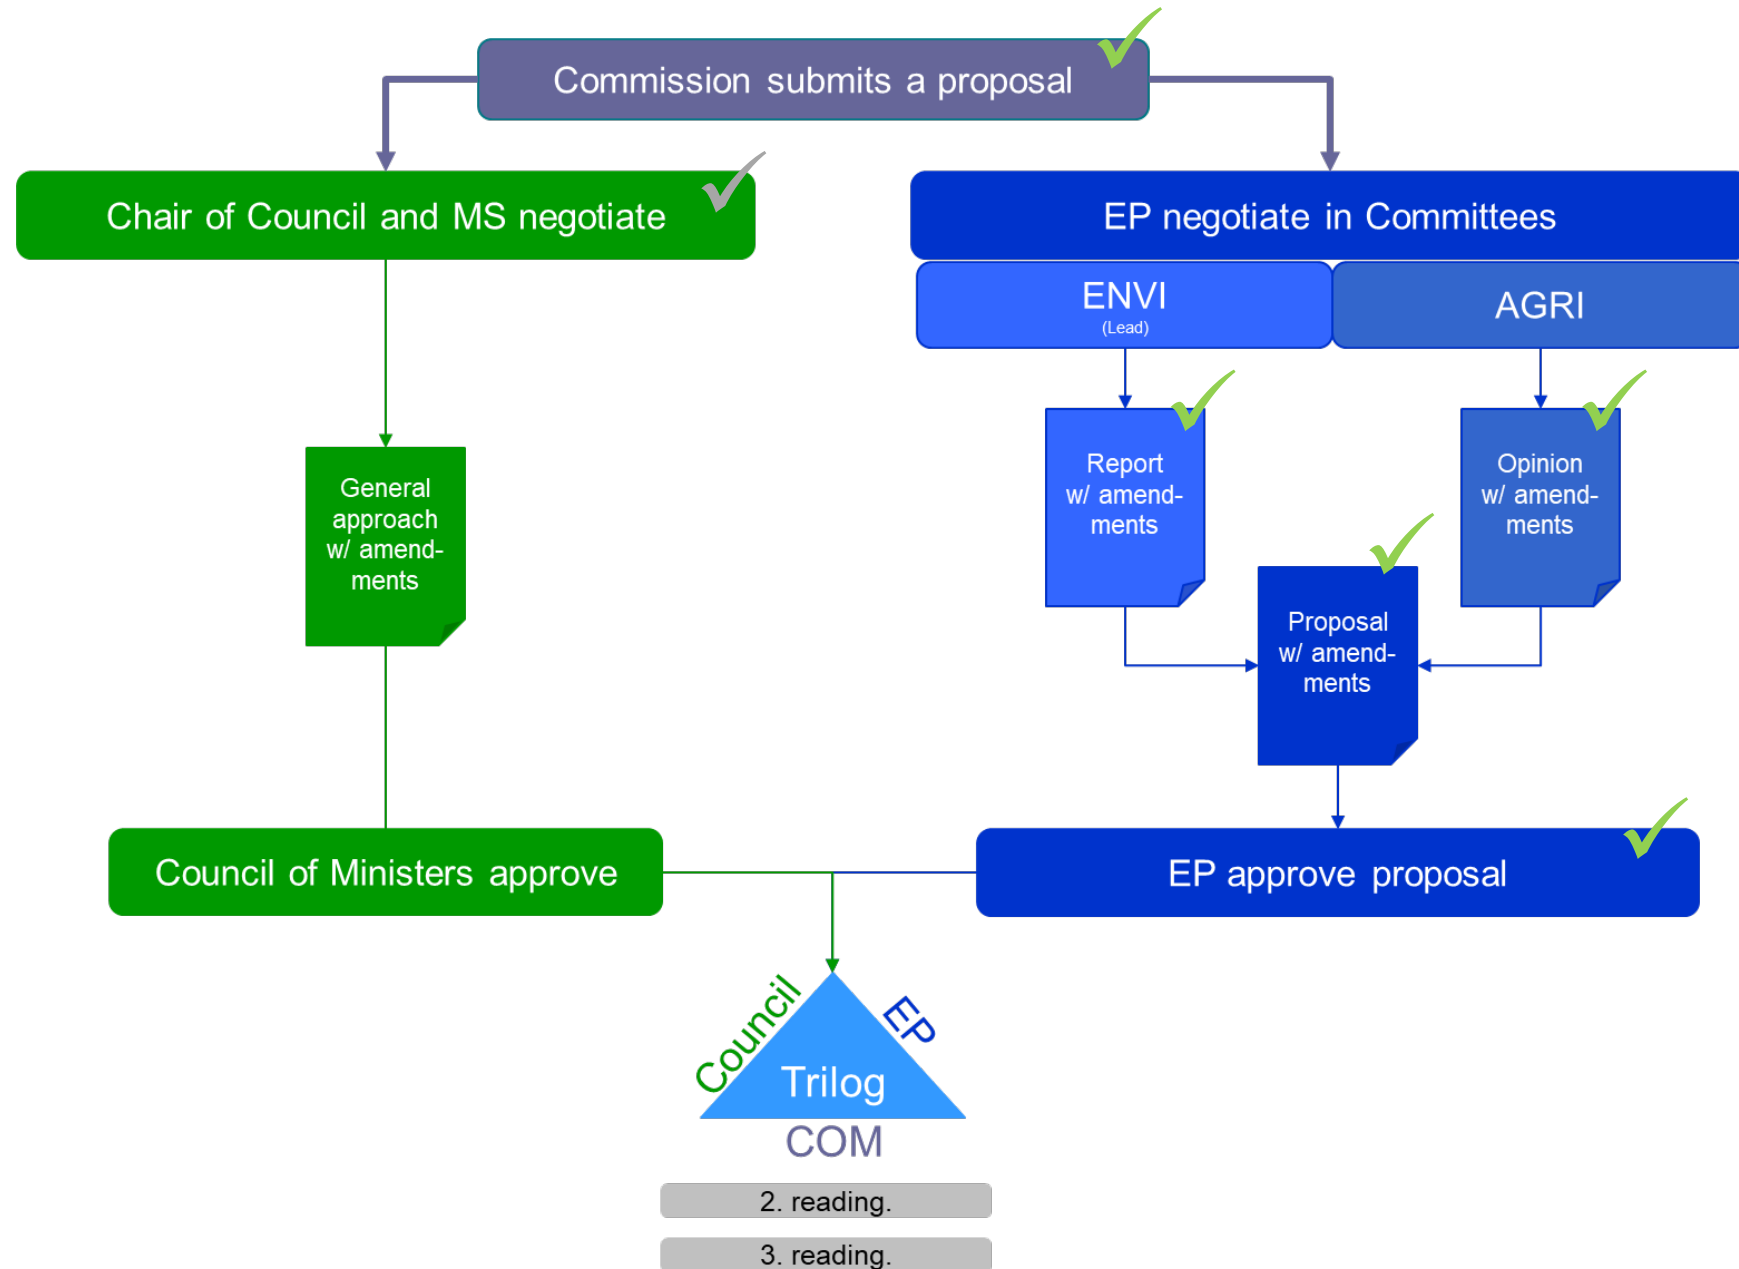 Commission submits a proposal
Chair of Council and MS negotiate
EP negotiate in Committees
ENVI
(Lead)
AGRI
General
approach
w/ amend-
ments
Report
w/ amend-
ments
Opinion
w/ amend-
ments
Proposal
w/ amend-
ments
Council of Ministers approve
EP approve proposal
Council
EP
Trilog
COM
2. reading.
3. reading.